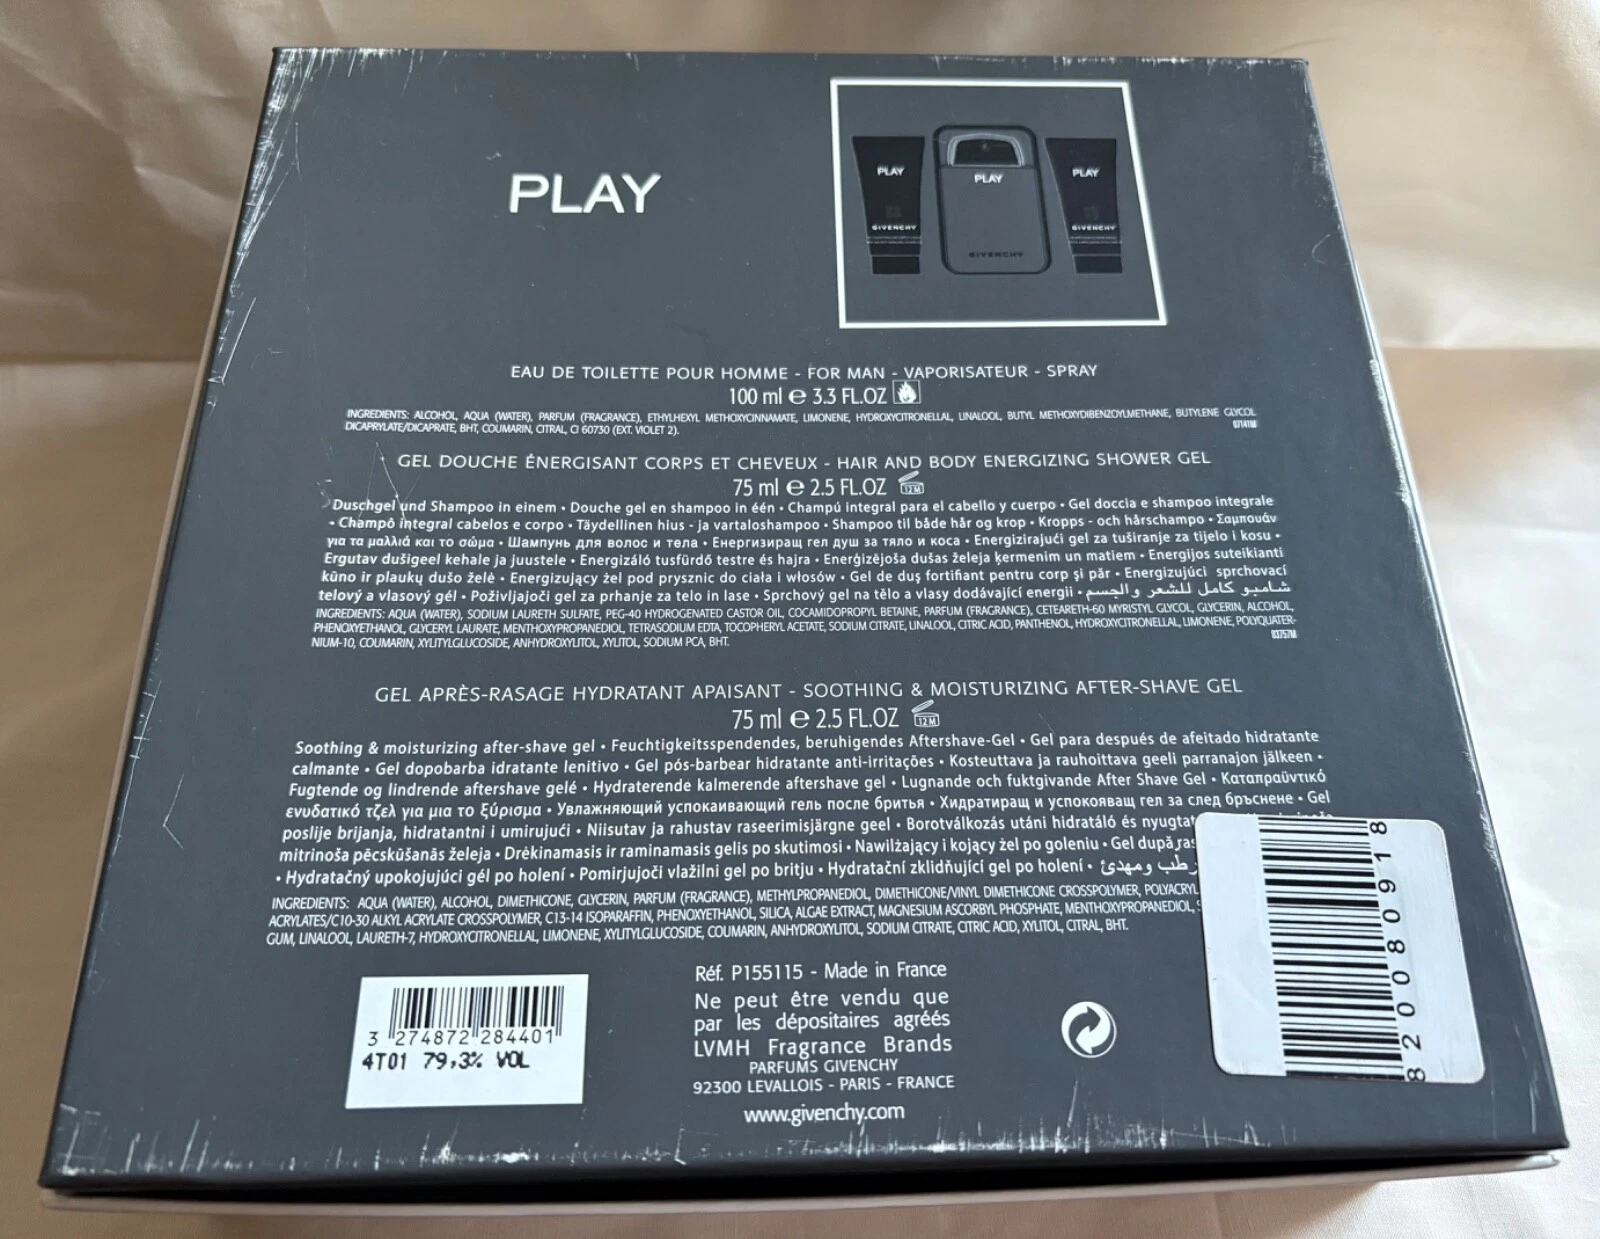 PLAY
PLAY
GIVENCHY
PLAY
GIVENCHY
PLAY
GIVENCHY
EAU DE TOILETTE POUR HOMME - FOR MAN - VAPORISATEUR - SPRAY
100 ml e 3.3 FL.OZ
INGREDIENTS: ALCOHOL, AQUA (WATER), PARFUM (FRAGRANCE), ETHYLHEXYL METHOXYCINNAMATE, LIMONENE, HYDROXYCITRONELLAL, LINALOOL, BUTYL METHOXYDIBENZOYLMETHANE, BUTYLENE GLYCOL
DICAPRYLATE/DICAPRATE, BHT, COUMARIN, CITRAL, CI 60730 (EXT. VIOLET 2).
07141M
GEL DOUCHE ÉNERGISANT CORPS ET CHEVEUX - HAIR AND BODY ENERGIZING SHOWER GEL
75 ml e 2.5 FL.OZ 12 M
Duschgel und Shampoo in einem • Douche gel en shampoo in één • Champú integral para el cabello y cuerpo • Gel doccia e shampoo integrale
• Champô integral cabelos e corpo • Täydellinen hius - ja vartaloshampoo • Shampoo til både hår og krop • Kropps - och hårschampo • Σαμπουάν
για τα μαλλιά και το σώμα • Шампунь для волос и тела • Енергизиращ гел душ за тяло и коса • Energizirajući gel za tuširanje za tijelo i kosu •
Ergutav dušigeel kehale ja juustele • Energizáló tusfürdő testre és hajra • Enerģizējoša dušas želeja ķermenim un matiem • Energijos suteikianti
kūno ir plaukų dušo želė • Energizujący żel pod prysznic do ciała i włosów • Gel de duş fortifiant pentru corp şi păr • Energizujúci sprchovací
telový a vlasový gél • Poživljajoči gel za prhanje za telo in lase • Sprchový gel na tělo a vlasy dodávající energii • شامبو كامل للشعر والجسم
INGREDIENTS: AQUA (WATER), SODIUM LAURETH SULFATE, PEG-40 HYDROGENATED CASTOR OIL, COCAMIDOPROPYL BETAINE, PARFUM (FRAGRANCE), CETEARETH-60 MYRISTYL GLYCOL, GLYCERIN, ALCOHOL,
PHENOXYETHANOL, GLYCERYL LAURATE, MENTHOXYPROPANEDIOL, TETRASODIUM EDTA, TOCOPHERYL ACETATE, SODIUM CITRATE, LINALOOL, CITRIC ACID, PANTHENOL, HYDROXYCITRONELLAL, LIMONENE, POLYQUATER-
NIUM-10, COUMARIN, XYLITYLGLUCOSIDE, ANHYDROXYLITOL, XYLITOL, SODIUM PCA, BHT.
03757M
GEL APRÈS-RASAGE HYDRATANT APAISANT - SOOTHING & MOISTURIZING AFTER-SHAVE GEL
75 ml e 2.5 FL.OZ 12 M
Soothing & moisturizing after-shave gel • Feuchtigkeitsspendendes, beruhigendes Aftershave-Gel • Gel para después de afeitado hidratante
calmante • Gel dopobarba idratante lenitivo • Gel pós-barbear hidratante anti-irritações • Kosteuttava ja rauhoittava geeli parranajon jälkeen •
Fugtende og lindrende aftershave gelé • Hydraterende kalmerende aftershave gel • Lugnande och fuktgivande After Shave Gel • Καταπραϋντικό
ενυδατικό τζελ για μια το ξύρισμα • Увлажняющий успокаивающий гель после бритья • Хидратиращ и успокояващ гел за след бръснене • Gel
poslije brijanja, hidratantni i umirujući • Niisutav ja rahustav raseerimisjärgne geel • Borotválkozás utáni hidratáló és nyugtat
mitrinoša pēcskūšanās želeja • Drėkinamasis ir raminamasis gelis po skutimosi • Nawilżający i kojący żel po goleniu • Gel după ras
• Hydratačný upokojujúci gél po holení • Pomirjujoči vlažilni gel po britju • Hydratační zklidňující gel po holení • رطب ومهدئ
INGREDIENTS: AQUA (WATER), ALCOHOL, DIMETHICONE, GLYCERIN, PARFUM (FRAGRANCE), METHYLPROPANEDIOL, DIMETHICONE/VINYL DIMETHICONE CROSSPOLYMER, POLYACRYL
ACRYLATES/C10-30 ALKYL ACRYLATE CROSSPOLYMER, C13-14 ISOPARAFFIN, PHENOXYETHANOL, SILICA, ALGAE EXTRACT, MAGNESIUM ASCORBYL PHOSPHATE, MENTHOXYPROPANEDIOL,
GUM, LINALOOL, LAURETH-7, HYDROXYCITRONELLAL, LIMONENE, XYLITYLGLUCOSIDE, COUMARIN, ANHYDROXYLITOL, SODIUM CITRATE, CITRIC ACID, XYLITOL, CITRAL, BHT.
Réf. P155115 - Made in France
Ne peut être vendu que
par les dépositaires agréés
LVMH Fragrance Brands
PARFUMS GIVENCHY
92300 LEVALLOIS - PARIS - FRANCE
www.givenchy.com
3 274872 284401
4T01 79,3% VOL
8200809 18